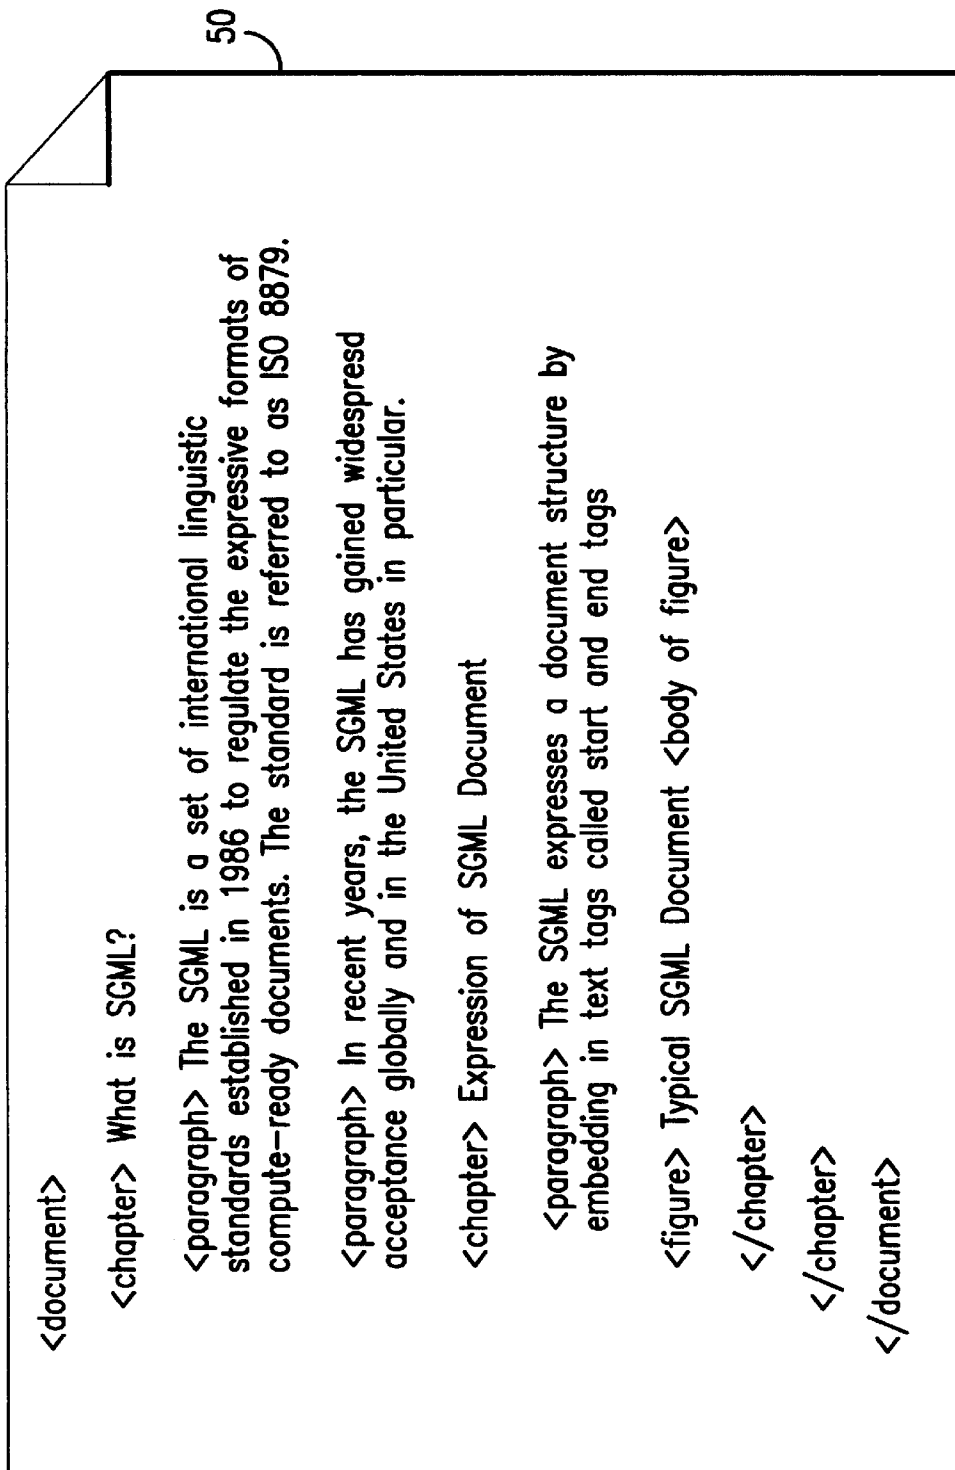 50
<document>
<chapter> What is SGML?
<paragraph> The SGML is a set of international linguistic
standards established in 1986 to regulate the expressive formats of
compute-ready documents. The standard is referred to as ISO 8879.
<paragraph> In recent years, the SGML has gained widespresd
acceptance globally and in the United States in particular.
<chapter> Expression of SGML Document
<paragraph> The SGML expresses a document structure by
embedding in text tags called start and end tags
<figure> Typical SGML Document <body of figure>
</chapter>
</chapter>
</document>